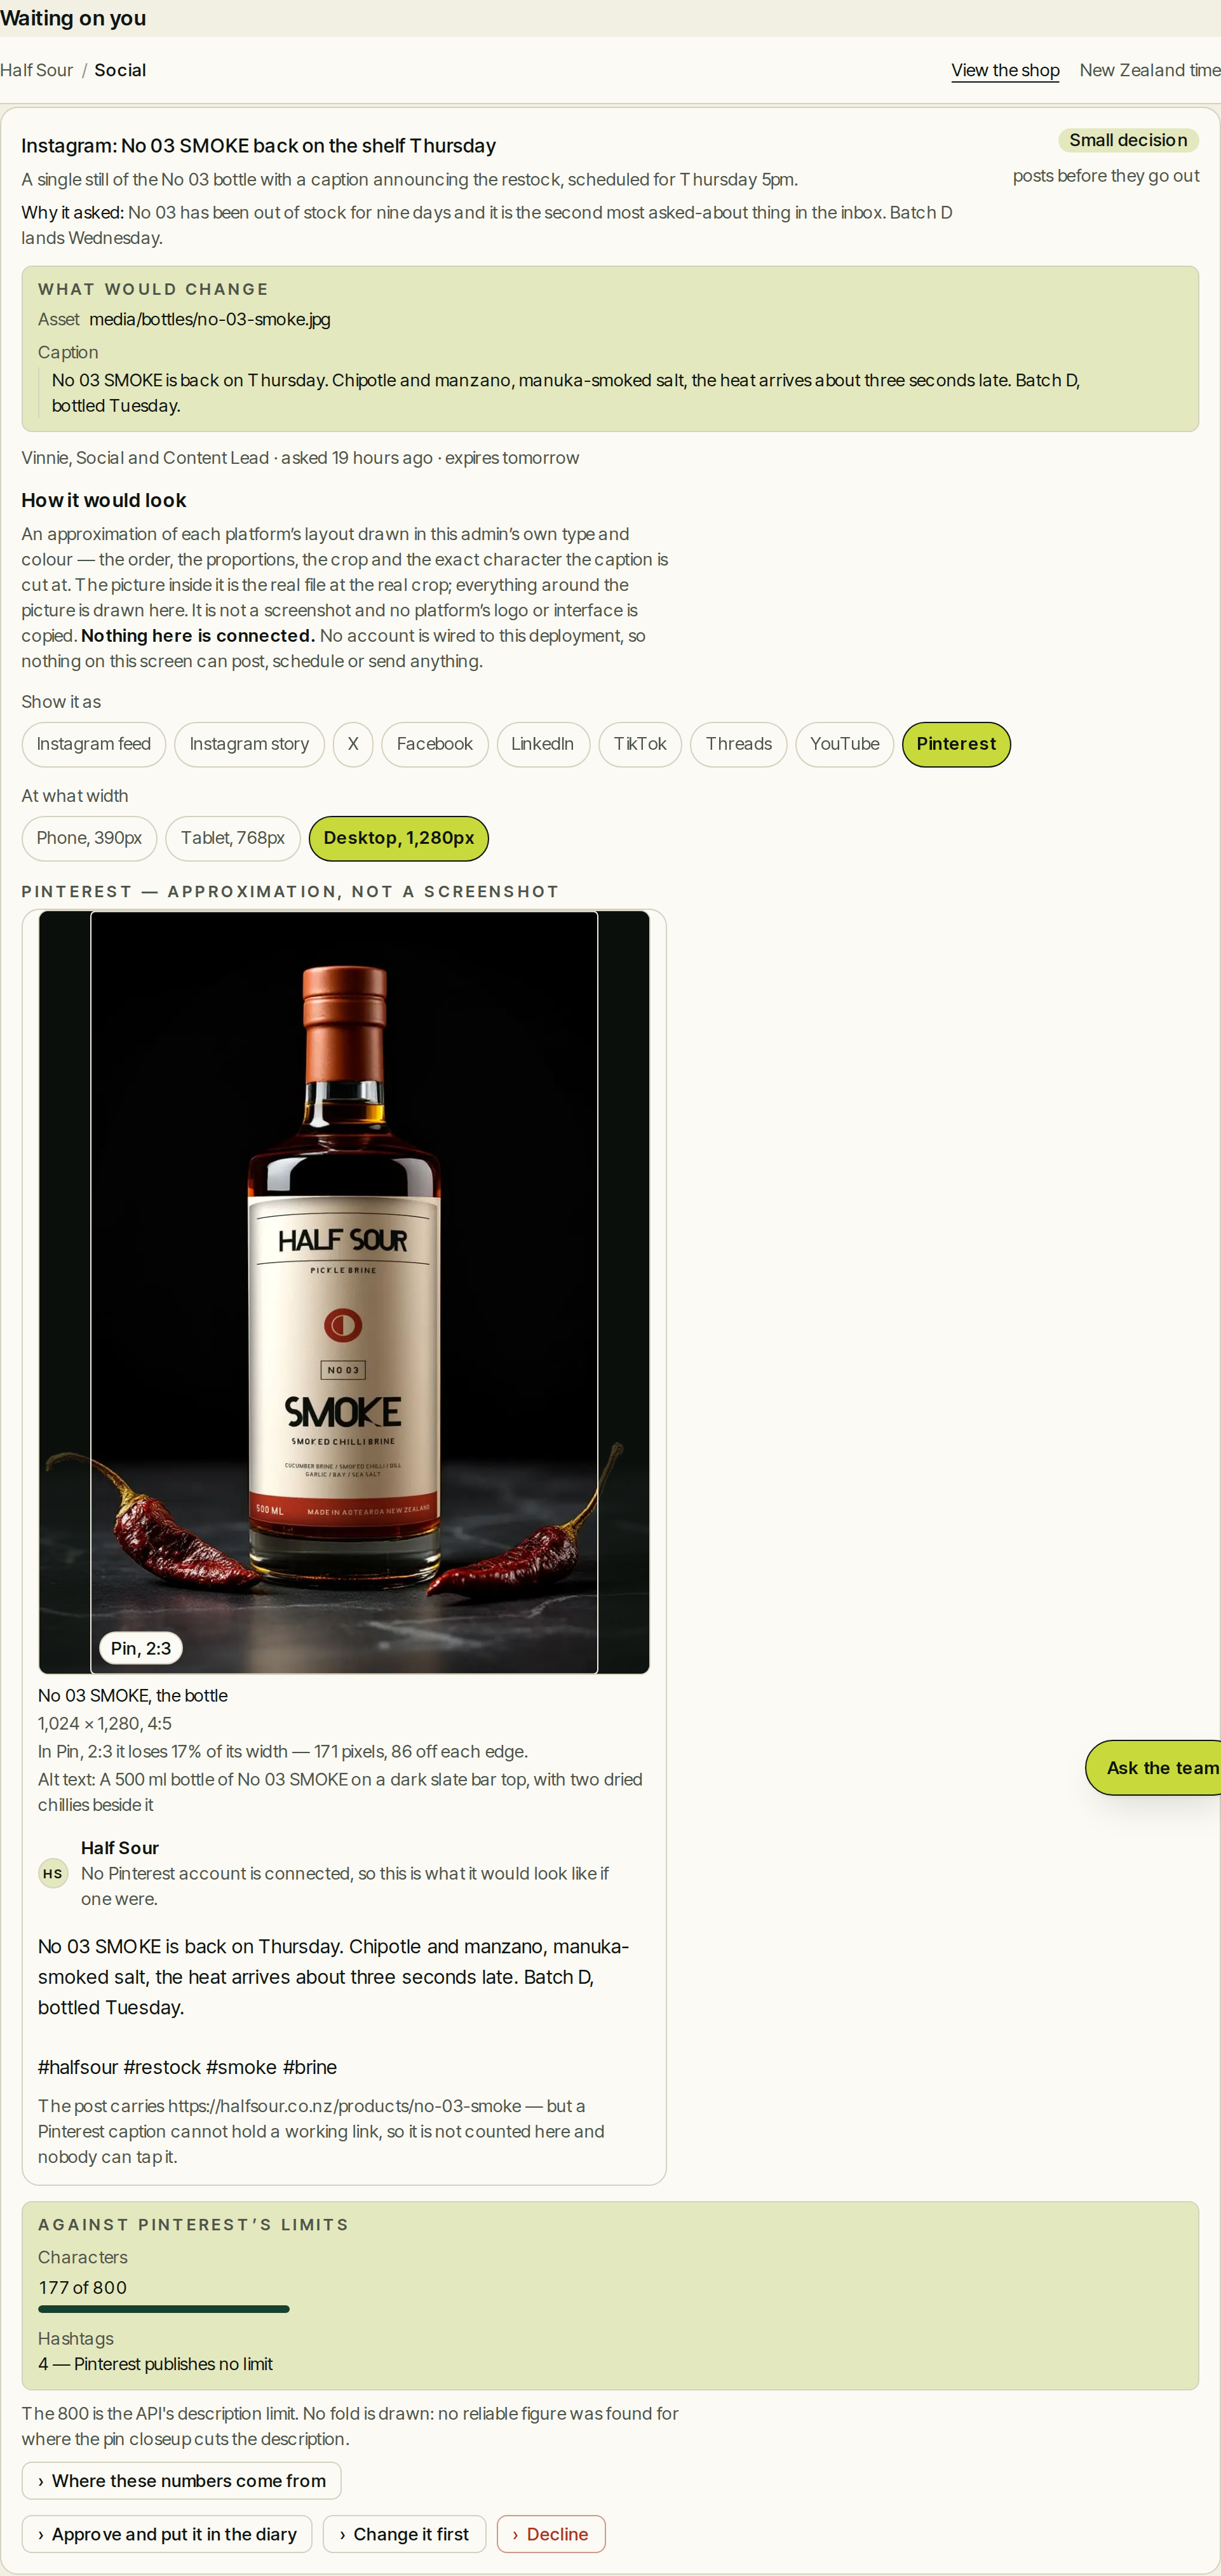 Waiting on you
Half Sour / Social
View the shop
New Zealand time
Instagram: No 03 SMOKE back on the shelf Thursday
Small decision
A single still of the No 03 bottle with a caption announcing the restock, scheduled for Thursday 5pm.
posts before they go out
Why it asked: No 03 has been out of stock for nine days and it is the second most asked-about thing in the inbox. Batch D
lands Wednesday.
WHAT WOULD CHANGE
Asset media/bottles/no-03-smoke.jpg
Caption
No 03 SMOKE is back on Thursday. Chipotle and manzano, manuka-smoked salt, the heat arrives about three seconds late. Batch D,
bottled Tuesday.
Vinnie, Social and Content Lead · asked 19 hours ago · expires tomorrow
How it would look
An approximation of each platform’s layout drawn in this admin’s own type and
colour — the order, the proportions, the crop and the exact character the caption is
cut at. The picture inside it is the real file at the real crop; everything around the
picture is drawn here. It is not a screenshot and no platform’s logo or interface is
copied. Nothing here is connected. No account is wired to this deployment, so
nothing on this screen can post, schedule or send anything.
Show it as
Instagram feed
Instagram story
X
Facebook
LinkedIn
TikTok
Threads
YouTube
Pinterest
At what width
Phone, 390px
Tablet, 768px
Desktop, 1,280px
PINTEREST — APPROXIMATION, NOT A SCREENSHOT
HALF SOUR
PICKLE BRINE
NO 03
SMOKE
SMOKED CHILLI BRINE
CUCUMBER BRINE / SMOKED CHILLI / DILL
GARLIC / BAY / SEA SALT
500 ML
MADE IN AOTEAROA NEW ZEALAND
Pin, 2:3
No 03 SMOKE, the bottle
1,024 × 1,280, 4:5
In Pin, 2:3 it loses 17% of its width — 171 pixels, 86 off each edge.
Alt text: A 500 ml bottle of No 03 SMOKE on a dark slate bar top, with two dried
chillies beside it
Ask the team
HS
Half Sour
No Pinterest account is connected, so this is what it would look like if
one were.
No 03 SMOKE is back on Thursday. Chipotle and manzano, manuka-
smoked salt, the heat arrives about three seconds late. Batch D,
bottled Tuesday.
#halfsour #restock #smoke #brine
The post carries https://halfsour.co.nz/products/no-03-smoke — but a
Pinterest caption cannot hold a working link, so it is not counted here and
nobody can tap it.
AGAINST PINTEREST’S LIMITS
Characters
177 of 800
Hashtags
4 — Pinterest publishes no limit
The 800 is the API's description limit. No fold is drawn: no reliable figure was found for
where the pin closeup cuts the description.
› Where these numbers come from
› Approve and put it in the diary
› Change it first
› Decline